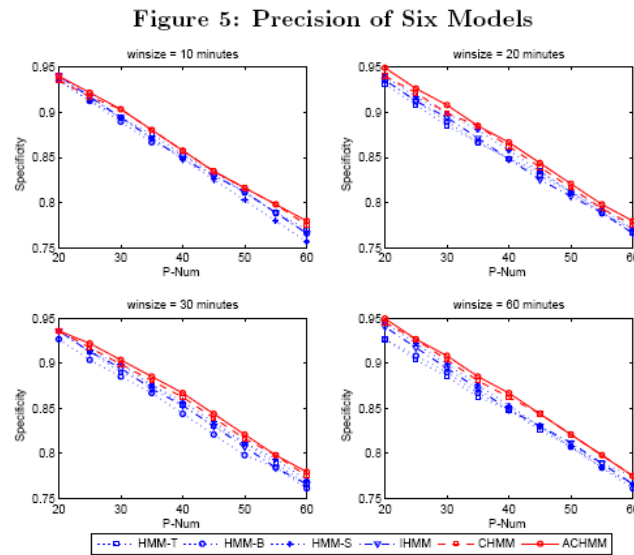 Figure 5: Precision of Six Models
winsize = 10 minutes
0.95
0.9
0.85
0.8
0.75
Specificity
20 30 40 50 60
P-Num
winsize = 20 minutes
0.95
0.9
0.85
0.8
0.75
Specificity
20 30 40 50 60
P-Num
winsize = 30 minutes
0.95
0.9
0.85
0.8
0.75
Specificity
20 30 40 50 60
P-Num
winsize = 60 minutes
0.95
0.9
0.85
0.8
0.75
Specificity
20 30 40 50 60
P-Num
HMM-T HMM-B HMM-S IHMM CHMM ACHMM